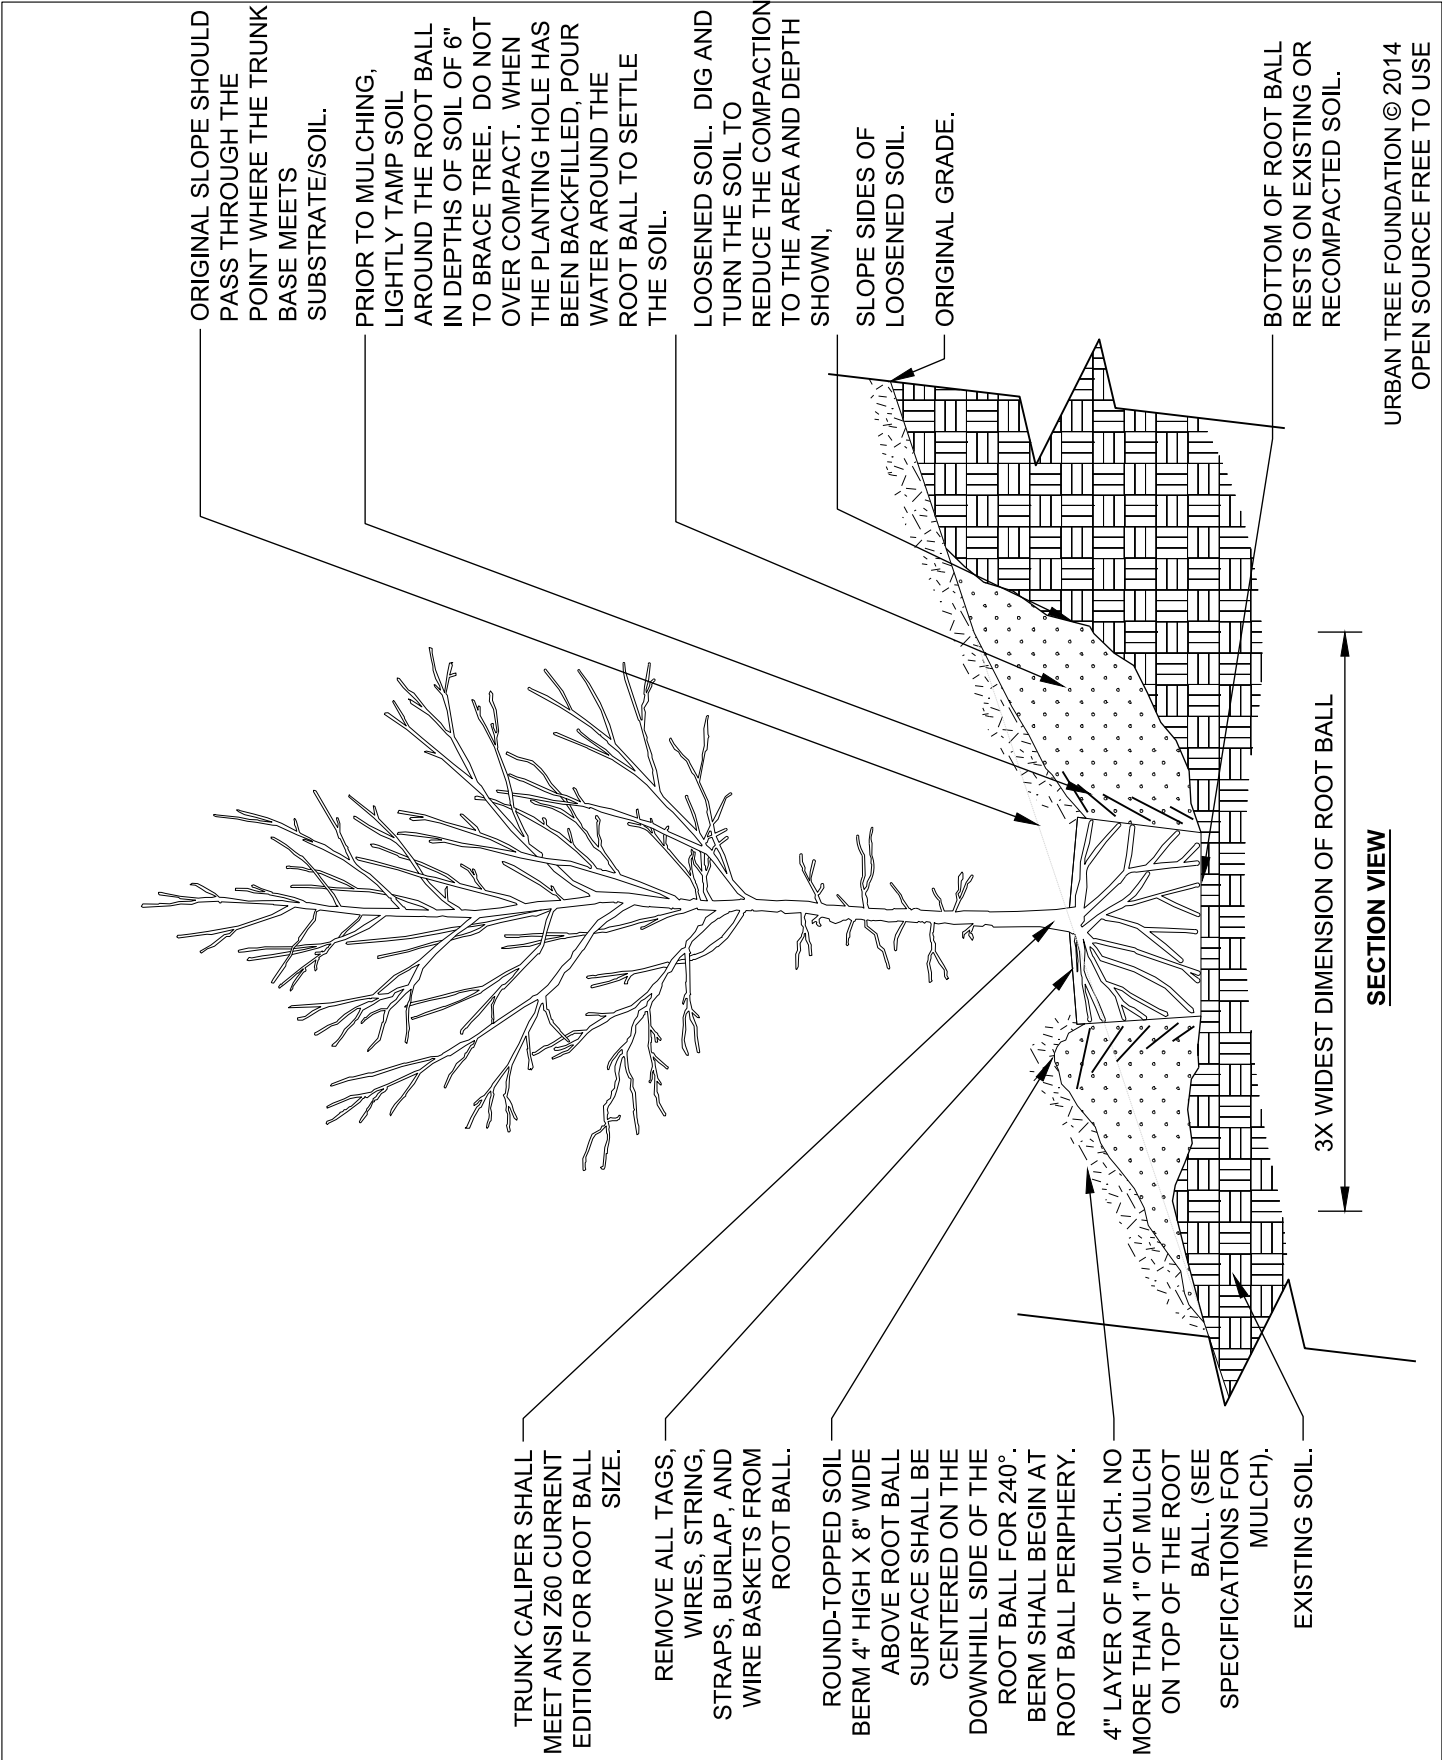 TRUNK CALIPER SHALL
MEET ANSI Z60 CURRENT
EDITION FOR ROOT BALL
SIZE.
REMOVE ALL TAGS,
WIRES, STRING,
STRAPS, BURLAP, AND
WIRE BASKETS FROM
ROOT BALL.
ROUND-TOPPED SOIL
BERM 4" HIGH X 8" WIDE
ABOVE ROOT BALL
SURFACE SHALL BE
CENTERED ON THE
DOWNHILL SIDE OF THE
ROOT BALL FOR 240°.
BERM SHALL BEGIN AT
ROOT BALL PERIPHERY.
4" LAYER OF MULCH. NO
MORE THAN 1" OF MULCH
ON TOP OF THE ROOT
BALL. (SEE
SPECIFICATIONS FOR
MULCH).
EXISTING SOIL.
3X WIDEST DIMENSION OF ROOT BALL
SECTION VIEW
ORIGINAL SLOPE SHOULD
PASS THROUGH THE
POINT WHERE THE TRUNK
BASE MEETS
SUBSTRATE/SOIL.
PRIOR TO MULCHING,
LIGHTLY TAMP SOIL
AROUND THE ROOT BALL
IN DEPTHS OF SOIL OF 6"
TO BRACE TREE. DO NOT
OVER COMPACT. WHEN
THE PLANTING HOLE HAS
BEEN BACKFILLED, POUR
WATER AROUND THE
ROOT BALL TO SETTLE
THE SOIL.
LOOSENED SOIL. DIG AND
TURN THE SOIL TO
REDUCE THE COMPACTION
TO THE AREA AND DEPTH
SHOWN,
SLOPE SIDES OF
LOOSENED SOIL.
ORIGINAL GRADE.
BOTTOM OF ROOT BALL
RESTS ON EXISTING OR
RECOMPACTED SOIL.
URBAN TREE FOUNDATION © 2014
OPEN SOURCE FREE TO USE